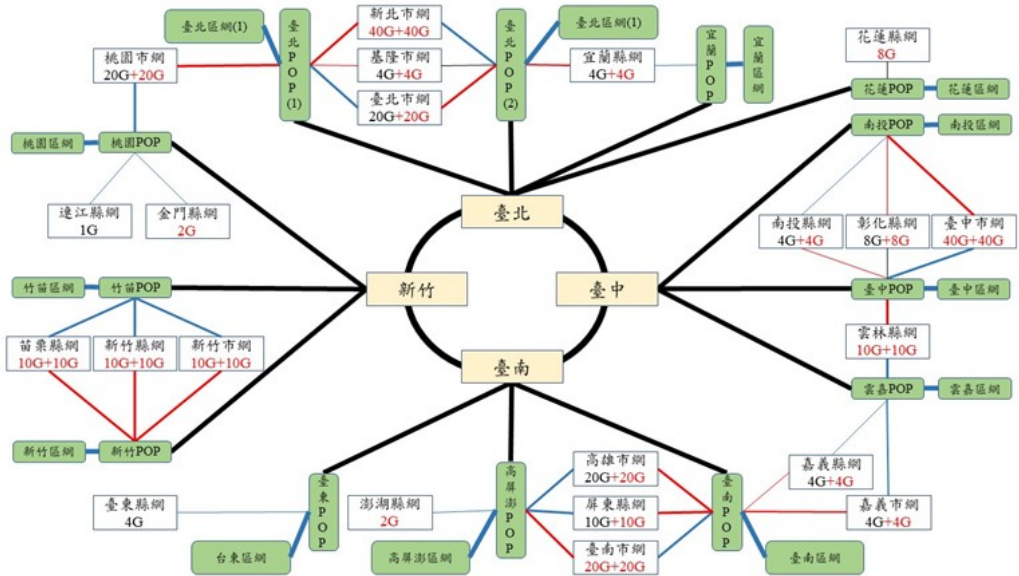 臺北區網(1)
臺北POP(1)
新北市網
40G+40G
臺北POP(2)
臺北區網(1)
宜蘭POP
宜蘭區網
花蓮縣網
8G
桃園市網
20G+20G
基隆市網
4G+4G
宜蘭縣網
4G+4G
臺北市網
20G+20G
花蓮POP
花蓮區網
桃園區網
桃園POP
南投POP
南投區網
連江縣網
1G
金門縣網
2G
臺北
南投縣網
4G+4G
彰化縣網
8G+8G
臺中市網
40G+40G
竹苗區網
竹苗POP
新竹
臺中
臺中POP
臺中區網
苗栗縣網
10G+10G
新竹縣網
10G+10G
新竹市網
10G+10G
雲林縣網
10G+10G
臺南
雲嘉POP
雲嘉區網
新竹區網
新竹POP
臺東縣網
4G
臺東POP
台東區網
澎湖縣網
2G
高屏澎POP
高屏澎區網
高雄市網
20G+20G
屏東縣網
10G+10G
臺南市網
20G+20G
臺南POP
臺南區網
嘉義縣網
4G+4G
嘉義市網
4G+4G